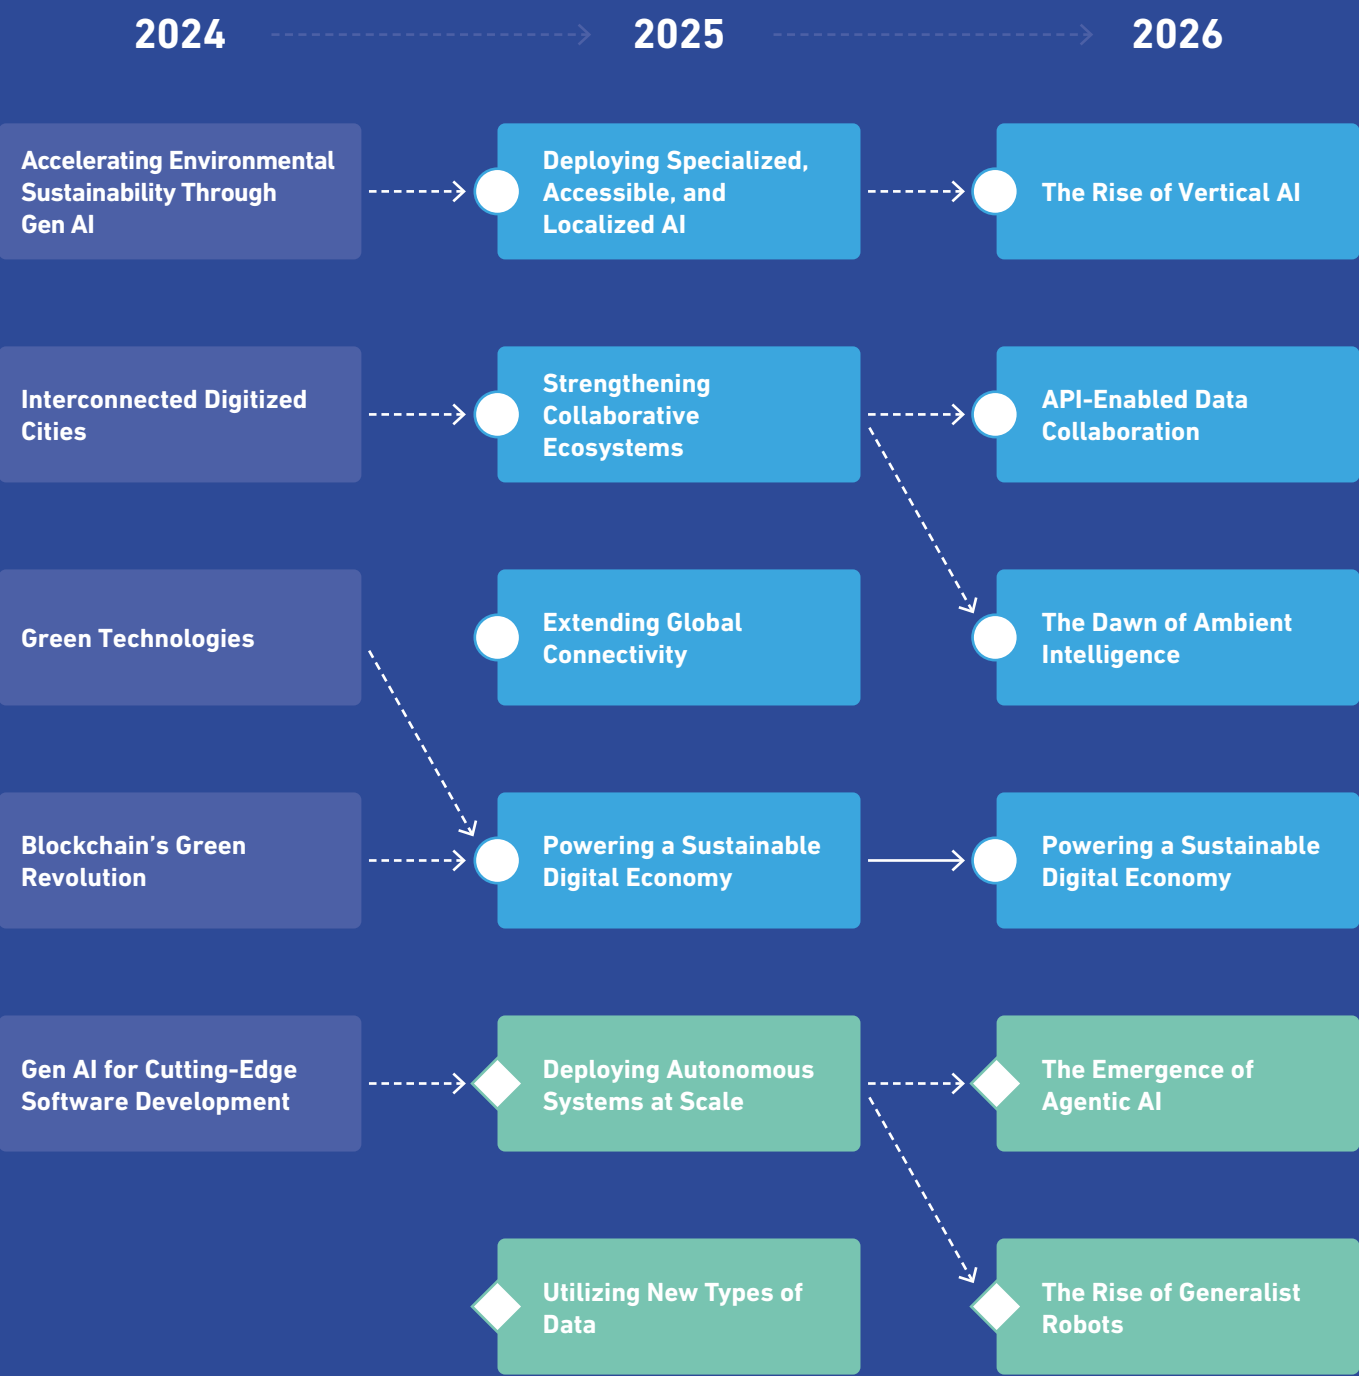 2024
2025
2026
Accelerating Environmental
Sustainability Through
Gen AI
Deploying Specialized,
Accessible, and
Localized AI
The Rise of Vertical AI
Interconnected Digitized
Cities
Strengthening
Collaborative
Ecosystems
API-Enabled Data
Collaboration
Green Technologies
Extending Global
Connectivity
The Dawn of Ambient
Intelligence
Blockchain’s Green
Revolution
Powering a Sustainable
Digital Economy
Powering a Sustainable
Digital Economy
Gen AI for Cutting-Edge
Software Development
Deploying Autonomous
Systems at Scale
The Emergence of
Agentic AI
Utilizing New Types of
Data
The Rise of Generalist
Robots